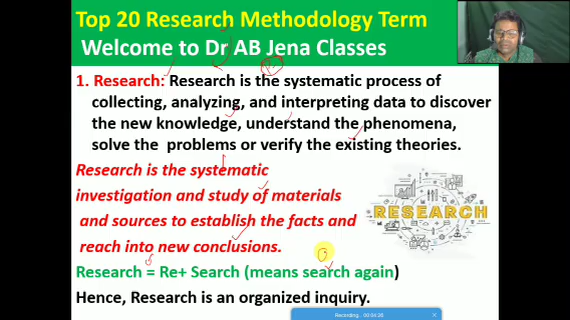 Top 20 Research Methodology Term
Welcome to Dr AB Jena Classes
1. Research: Research is the systematic process of
collecting, analyzing, and interpreting data to discover
the new knowledge, understand the phenomena,
solve the problems or verify the existing theories.
Research is the systematic
investigation and study of materials
and sources to establish the facts and
reach into new conclusions.
RESEARCH
Research = Re+ Search (means search again)
Hence, Research is an organized inquiry.
Recording... 00:04:36